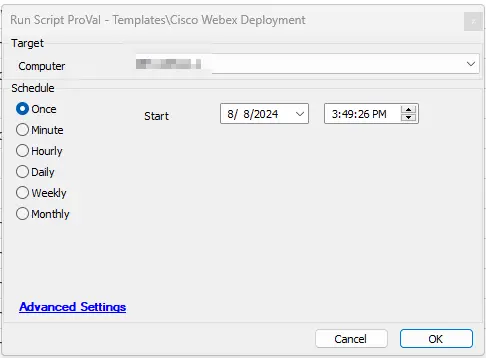 Run Script ProVal - Templates\Cisco Webex Deployment
Target
Computer
Schedule
Once
Start
8/ 8/2024
3:49:26 PM
Minute
Hourly
Daily
Weekly
Monthly
Advanced Settings
Cancel
OK